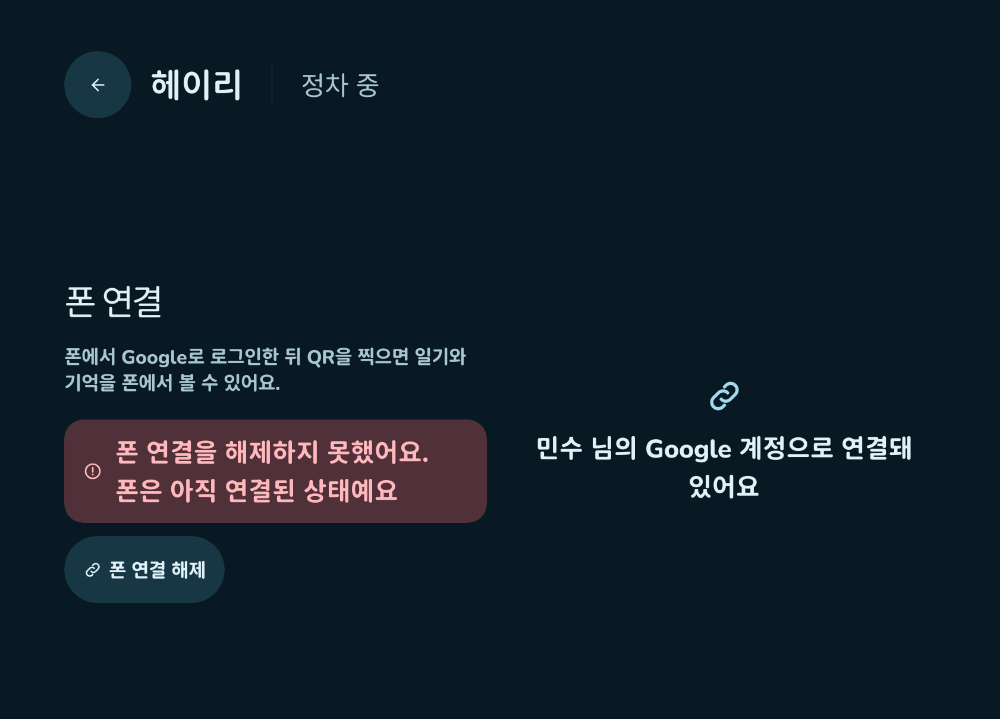 헤이리
정차 중
폰 연결
폰에서 Google로 로그인한 뒤 QR을 찍으면 일기와
기억을 폰에서 볼 수 있어요.
폰 연결을 해제하지 못했어요.
폰은 아직 연결된 상태예요
폰 연결 해제
민수 님의 Google 계정으로 연결돼
있어요